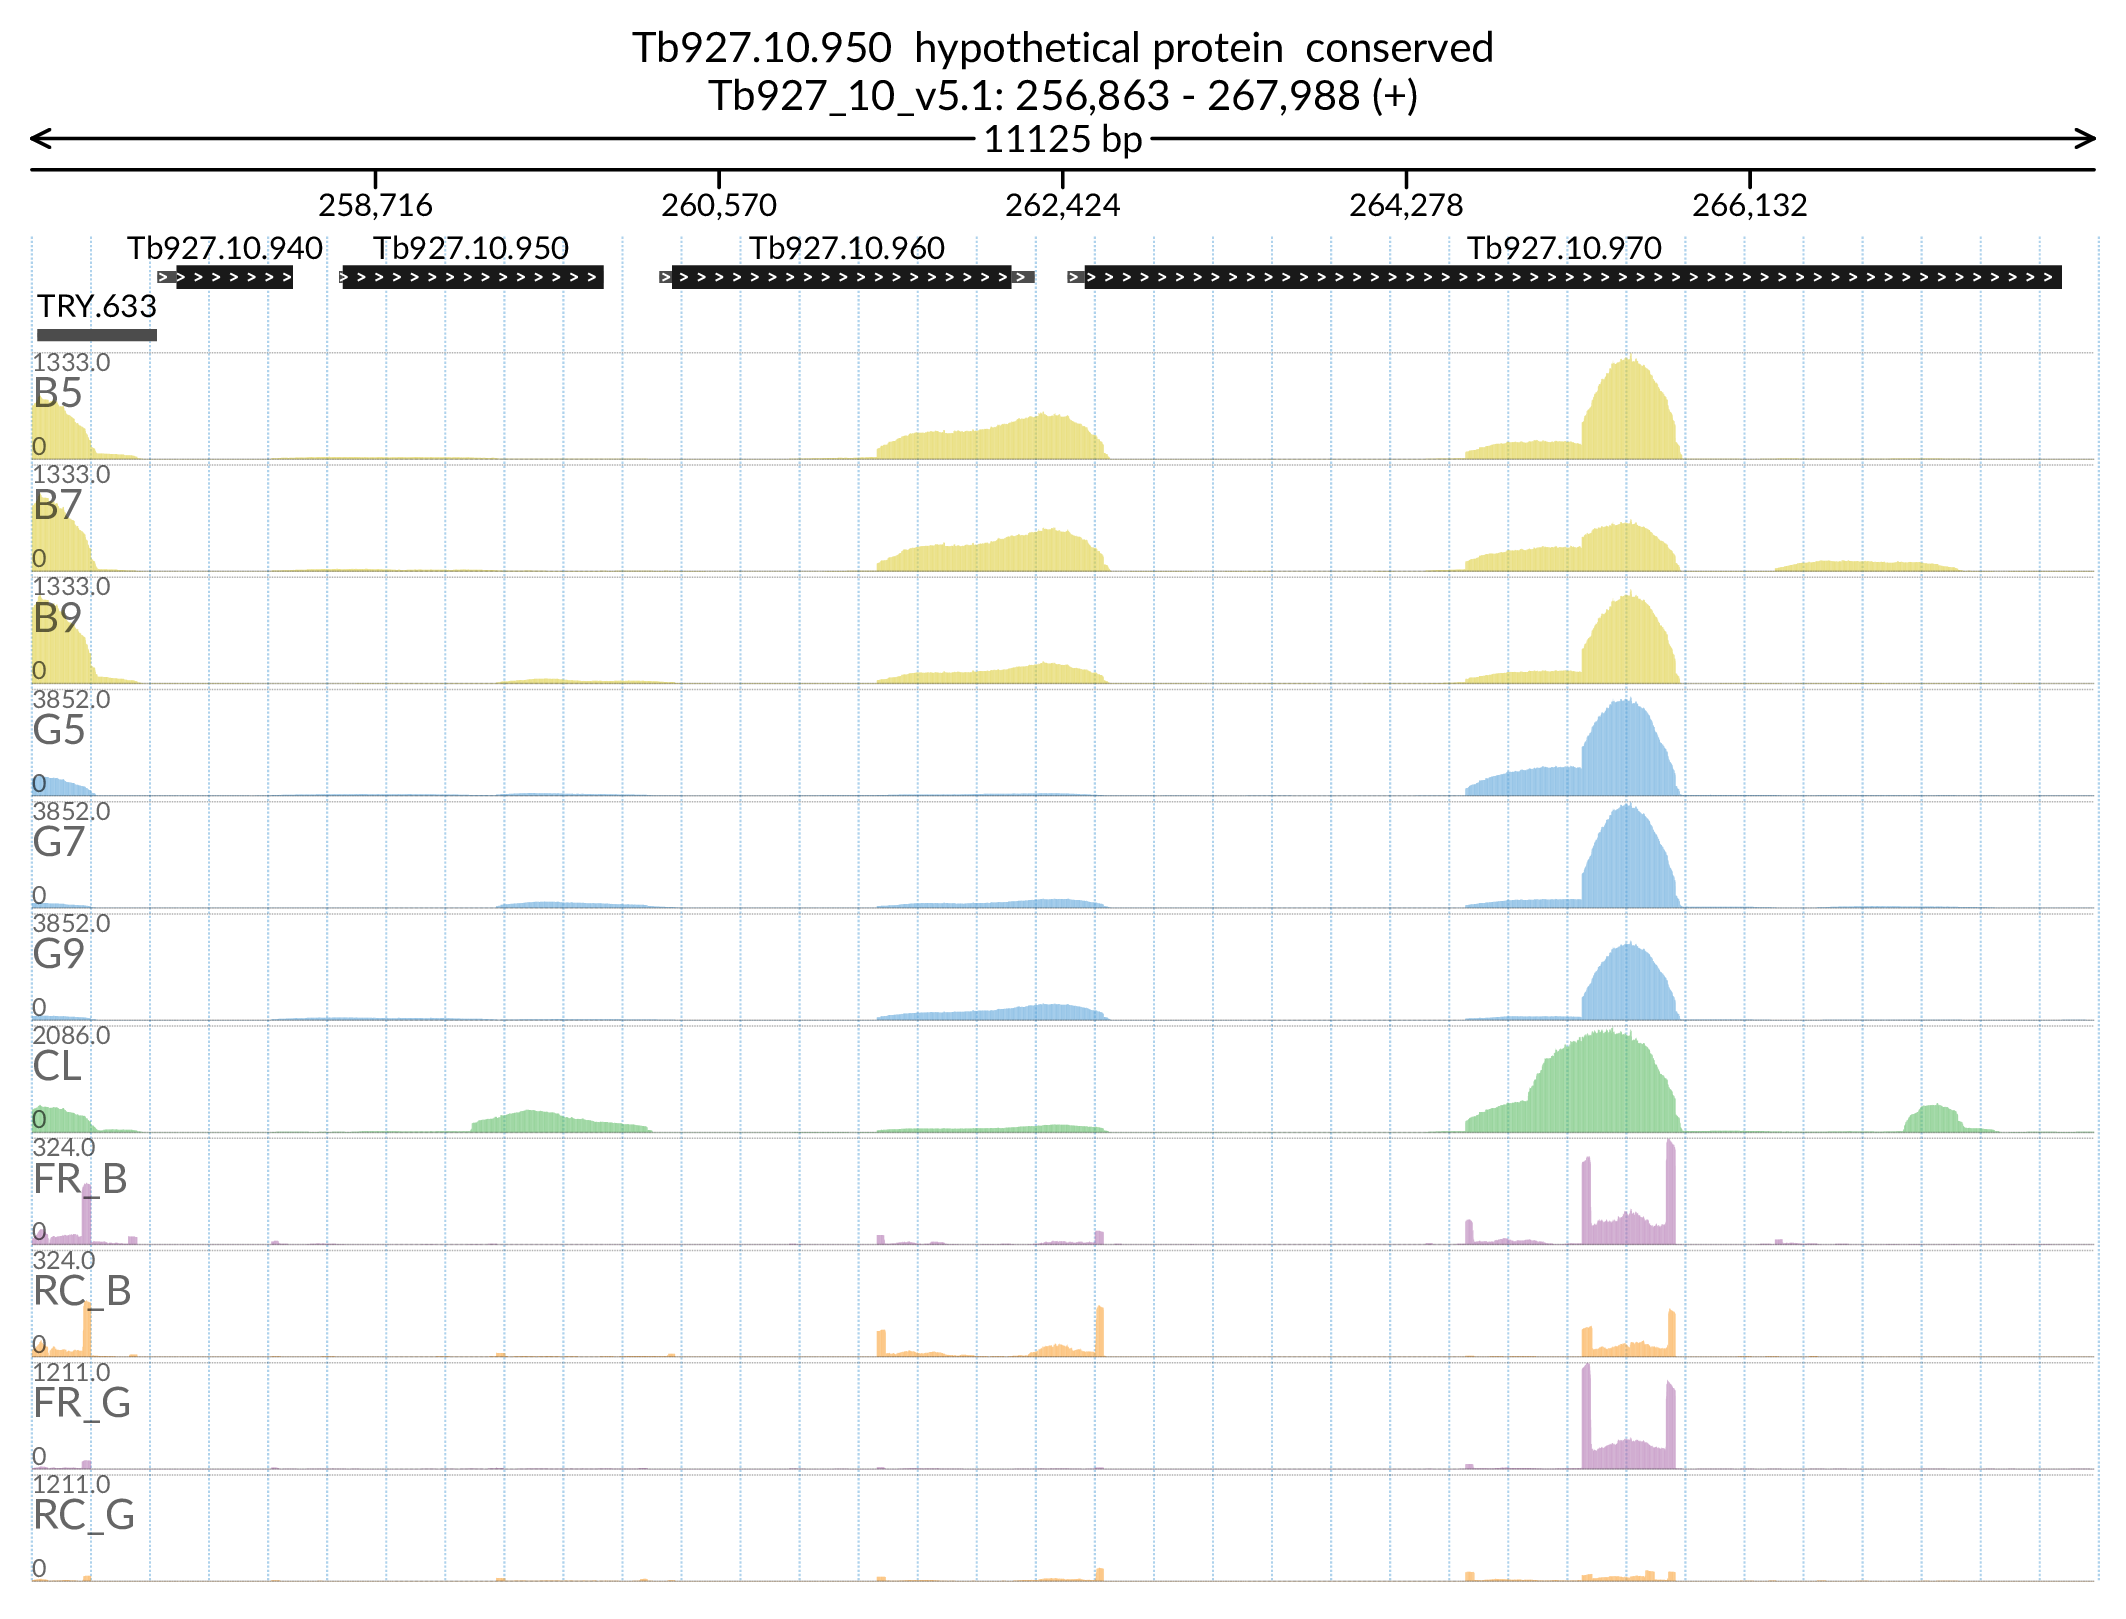 Tb927.10.950  hypothetical protein  conserved
Tb927_10_v5.1: 256,863 - 267,988 (+)
11125 bp
258,716 260,570 262,424 264,278 266,132
Tb927.10.940 Tb927.10.950 Tb927.10.960 Tb927.10.970
TRY.633
1333.0
B5
0
1333.0
B7
0
1333.0
B9
0
3852.0
G5
0
3852.0
G7
0
3852.0
G9
0
2086.0
CL
0
324.0
FR_B
0
324.0
RC_B
0
1211.0
FR_G
0
1211.0
RC_G
0